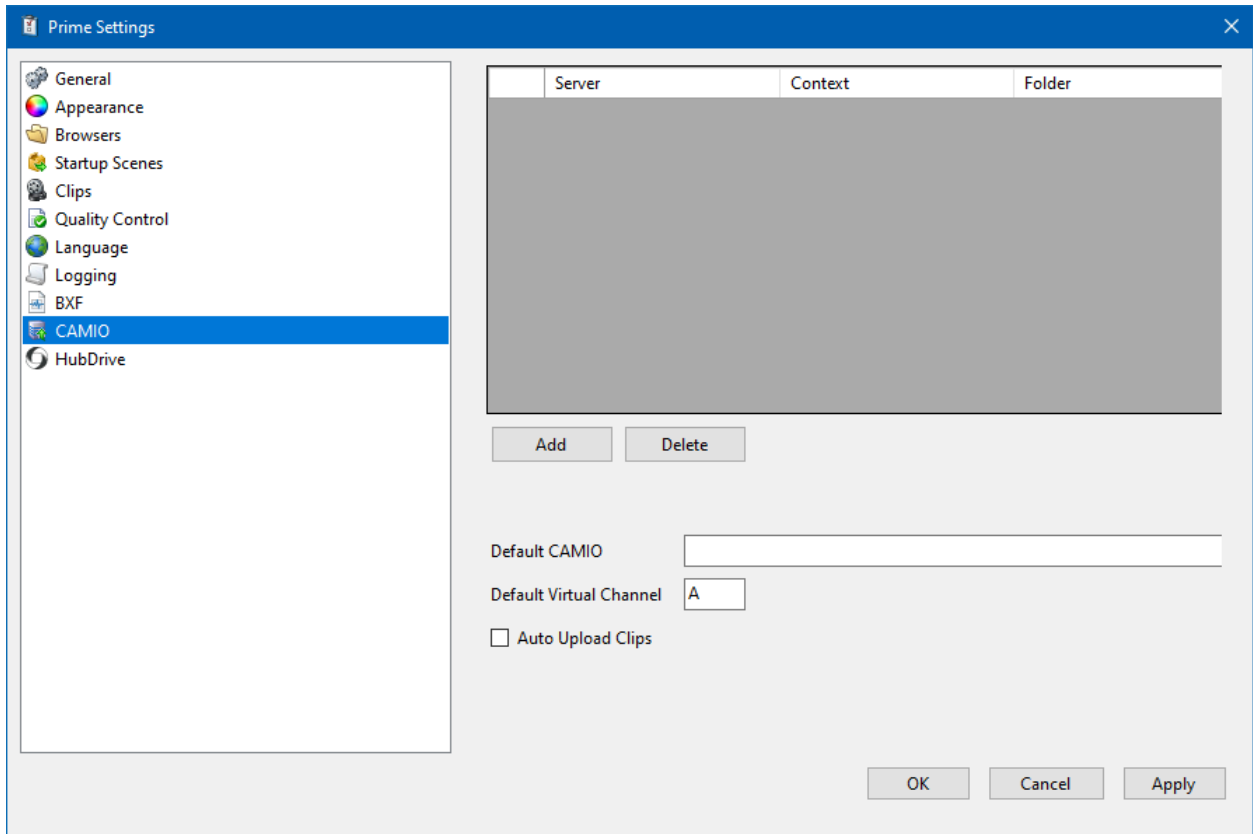 Prime Settings
General
Appearance
Browsers
Startup Scenes
Clips
Quality Control
Language
Logging
BXF
CAMIO
HubDrive
Server Context Folder
Add Delete
Default CAMIO
Default Virtual Channel A
Auto Upload Clips
OK Cancel Apply